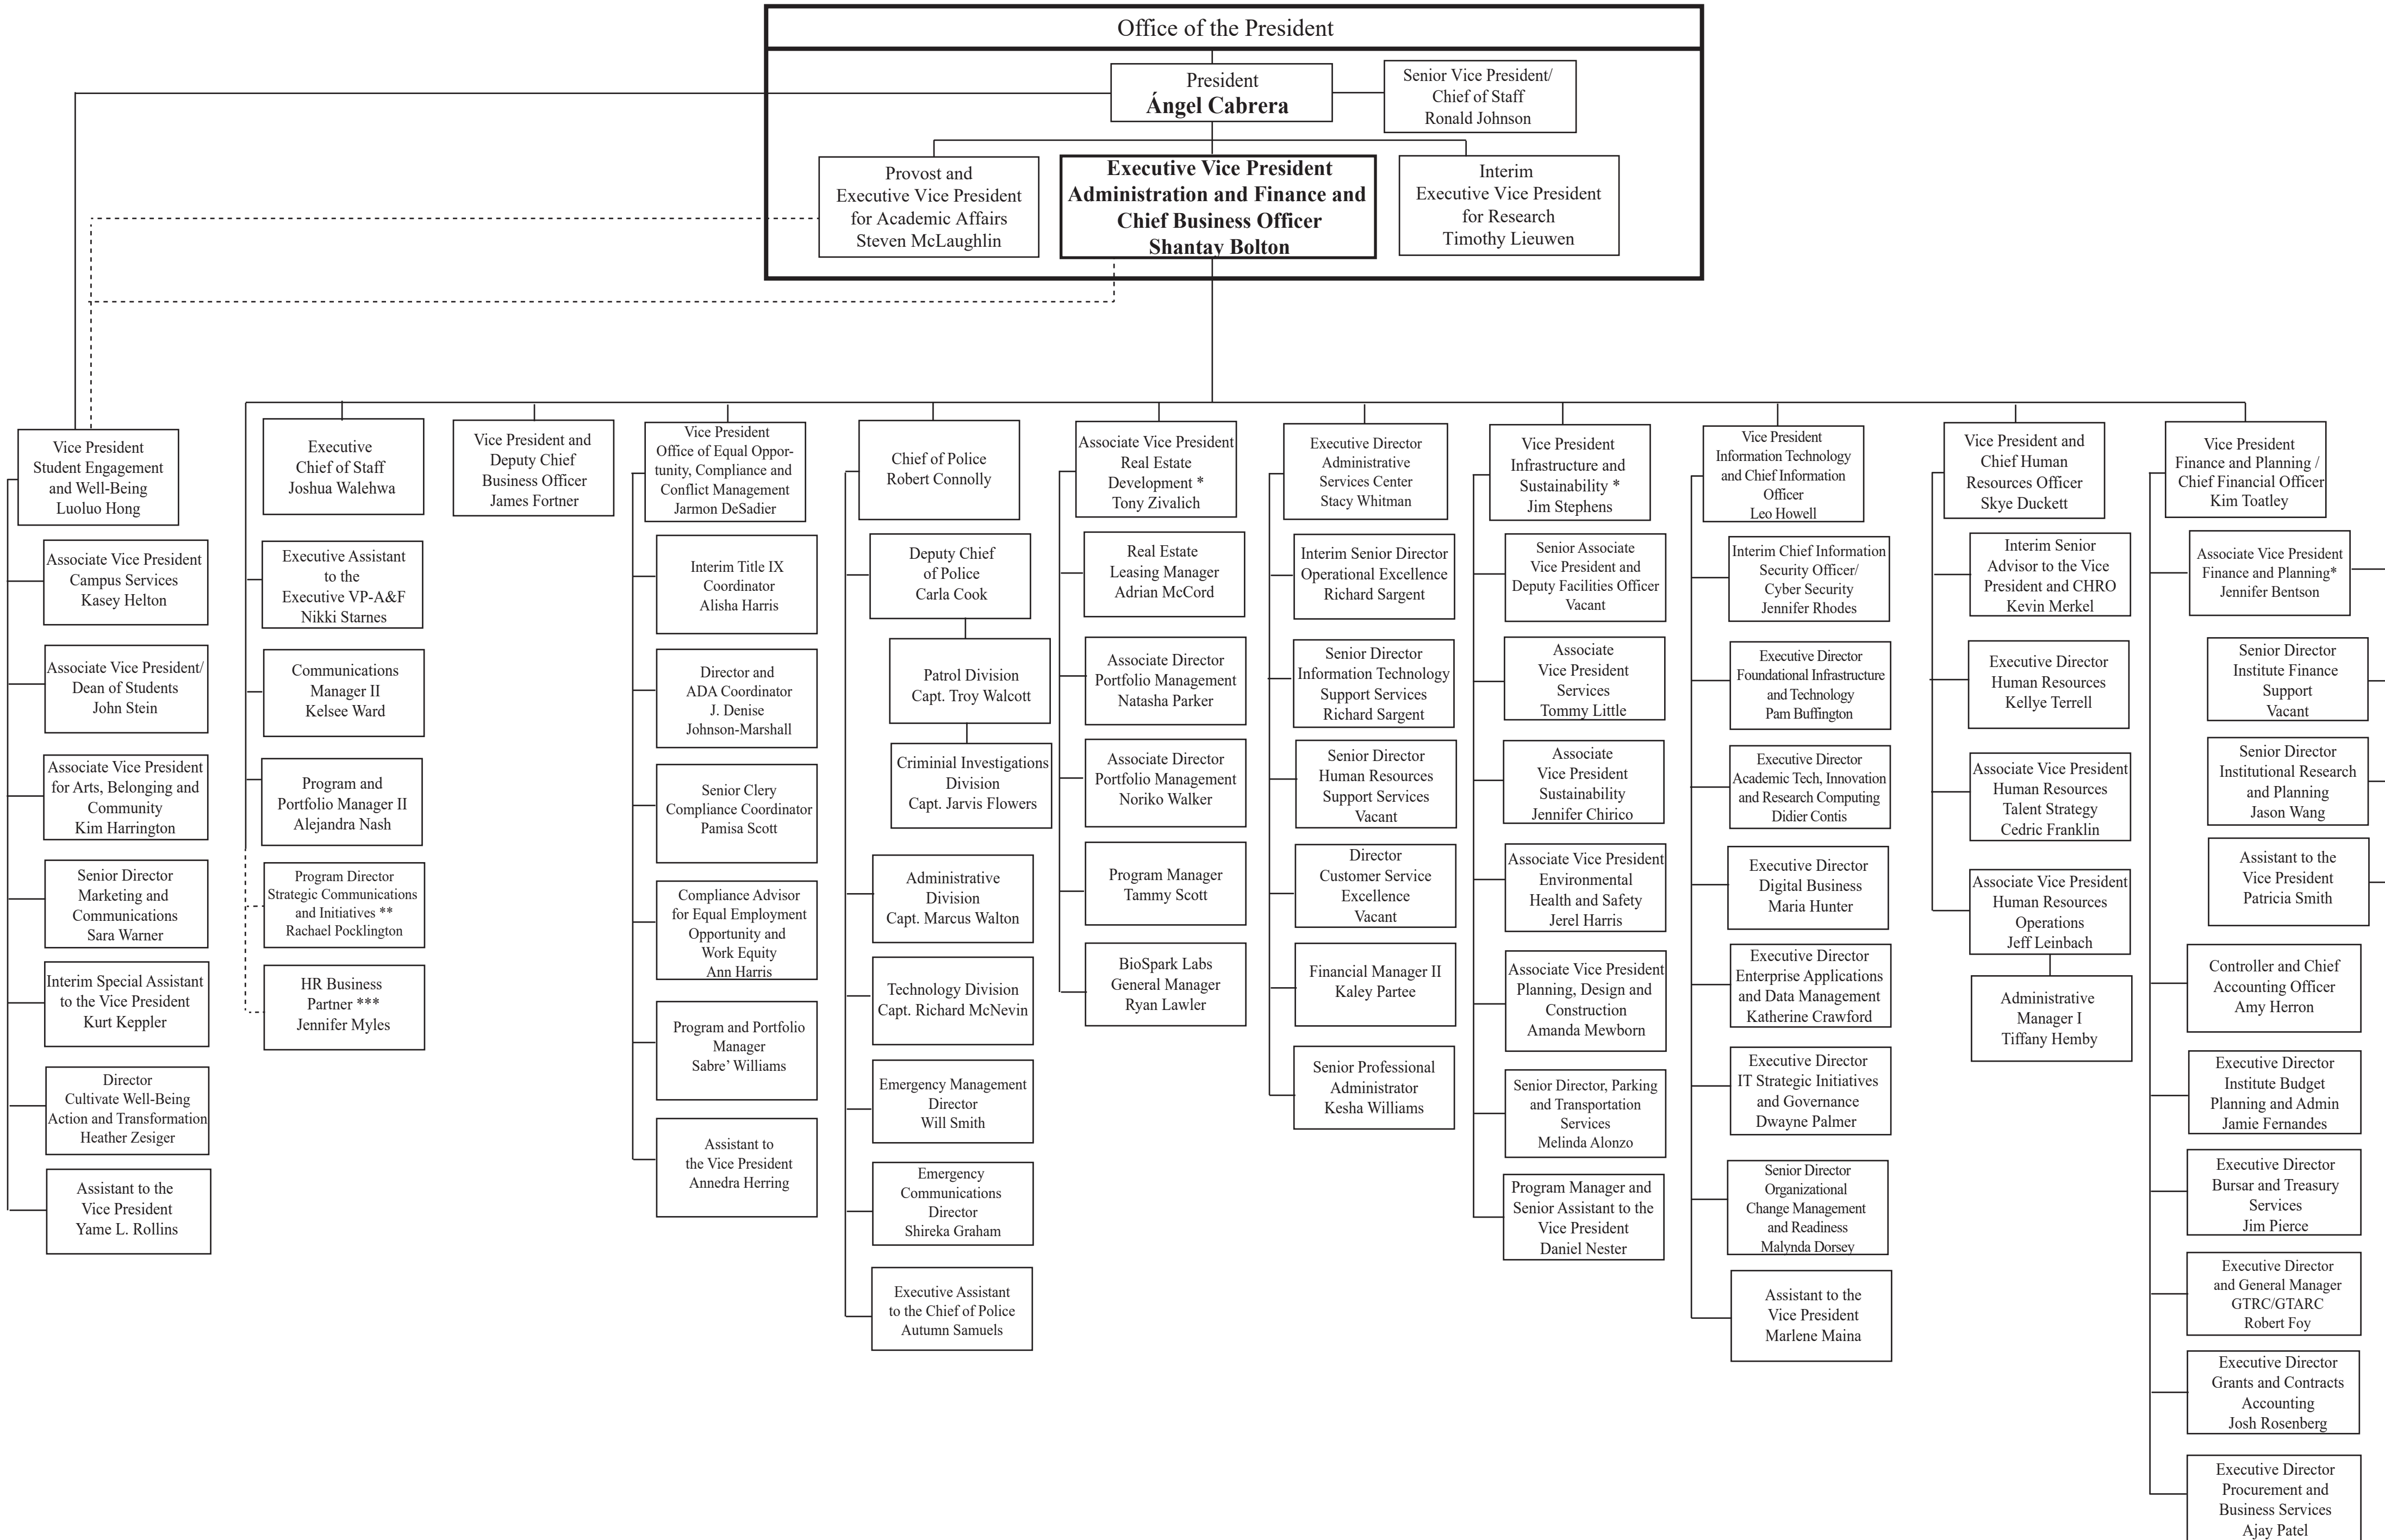 Office of the President
President
Ángel Cabrera
Senior Vice President/
Chief of Staff
Ronald Johnson
Provost and
Executive Vice President
for Academic Affairs
Steven McLaughlin
Executive Vice President
Administration and Finance and
Chief Business Officer
Shantay Bolton
Interim
Executive Vice President
for Research
Timothy Lieuwen
Vice President
Student Engagement
and Well-Being
Luoluo Hong
Associate Vice President
Campus Services
Kasey Helton
Associate Vice President/
Dean of Students
John Stein
Associate Vice President
for Arts, Belonging and
Community
Kim Harrington
Senior Director
Marketing and
Communications
Sara Warner
Interim Special Assistant
to the Vice President
Kurt Keppler
Director
Cultivate Well-Being
Action and Transformation
Heather Zesiger
Assistant to the
Vice President
Yame L. Rollins
Executive
Chief of Staff
Joshua Walehwa
Executive Assistant
to the
Executive VP-A&F
Nikki Starnes
Communications
Manager II
Kelsee Ward
Program and
Portfolio Manager II
Alejandra Nash
Program Director
Strategic Communications
and Initiatives **
Rachael Pocklington
HR Business
Partner ***
Jennifer Myles
Vice President and
Deputy Chief
Business Officer
James Fortner
Vice President
Office of Equal Oppor-
tunity, Compliance and
Conflict Management
Jarmon DeSadier
Interim Title IX
Coordinator
Alisha Harris
Director and
ADA Coordinator
J. Denise
Johnson-Marshall
Senior Clery
Compliance Coordinator
Pamisa Scott
Compliance Advisor
for Equal Employment
Opportunity and
Work Equity
Ann Harris
Program and Portfolio
Manager
Sabre’ Williams
Assistant to
the Vice President
Annedra Herring
Chief of Police
Robert Connolly
Deputy Chief
of Police
Carla Cook
Patrol Division
Capt. Troy Walcott
Criminial Investigations
Division
Capt. Jarvis Flowers
Administrative
Division
Capt. Marcus Walton
Technology Division
Capt. Richard McNevin
Emergency Management
Director
Will Smith
Emergency
Communications
Director
Shireka Graham
Executive Assistant
to the Chief of Police
Autumn Samuels
Associate Vice President
Real Estate
Development *
Tony Zivalich
Real Estate
Leasing Manager
Adrian McCord
Associate Director
Portfolio Management
Natasha Parker
Associate Director
Portfolio Management
Noriko Walker
Program Manager
Tammy Scott
BioSpark Labs
General Manager
Ryan Lawler
Executive Director
Administrative
Services Center
Stacy Whitman
Interim Senior Director
Operational Excellence
Richard Sargent
Senior Director
Information Technology
Support Services
Richard Sargent
Senior Director
Human Resources
Support Services
Vacant
Director
Customer Service
Excellence
Vacant
Financial Manager II
Kaley Partee
Senior Professional
Administrator
Kesha Williams
Vice President
Infrastructure and
Sustainability *
Jim Stephens
Senior Associate
Vice President and
Deputy Facilities Officer
Vacant
Associate
Vice President
Services
Tommy Little
Associate
Vice President
Sustainability
Jennifer Chirico
Associate Vice President
Environmental
Health and Safety
Jerel Harris
Associate Vice President
Planning, Design and
Construction
Amanda Mewborn
Senior Director, Parking
and Transportation
Services
Melinda Alonzo
Program Manager and
Senior Assistant to the
Vice President
Daniel Nester
Vice President
Information Technology
and Chief Information
Officer
Leo Howell
Interim Chief Information
Security Officer/
Cyber Security
Jennifer Rhodes
Executive Director
Foundational Infrastructure
and Technology
Pam Buffington
Executive Director
Academic Tech, Innovation
and Research Computing
Didier Contis
Executive Director
Digital Business
Maria Hunter
Executive Director
Enterprise Applications
and Data Management
Katherine Crawford
Executive Director
IT Strategic Initiatives
and Governance
Dwayne Palmer
Senior Director
Organizational
Change Management
and Readiness
Malynda Dorsey
Assistant to the
Vice President
Marlene Maina
Vice President and
Chief Human
Resources Officer
Skye Duckett
Interim Senior
Advisor to the Vice
President and CHRO
Kevin Merkel
Executive Director
Human Resources
Kellye Terrell
Associate Vice President
Human Resources
Talent Strategy
Cedric Franklin
Associate Vice President
Human Resources
Operations
Jeff Leinbach
Administrative
Manager I
Tiffany Hemby
Vice President
Finance and Planning /
Chief Financial Officer
Kim Toatley
Associate Vice President
Finance and Planning*
Jennifer Bentson
Senior Director
Institute Finance
Support
Vacant
Senior Director
Institutional Research
and Planning
Jason Wang
Assistant to the
Vice President
Patricia Smith
Controller and Chief
Accounting Officer
Amy Herron
Executive Director
Institute Budget
Planning and Admin
Jamie Fernandes
Executive Director
Bursar and Treasury
Services
Jim Pierce
Executive Director
and General Manager
GTRC/GTARC
Robert Foy
Executive Director
Grants and Contracts
Accounting
Josh Rosenberg
Executive Director
Procurement and
Business Services
Ajay Patel